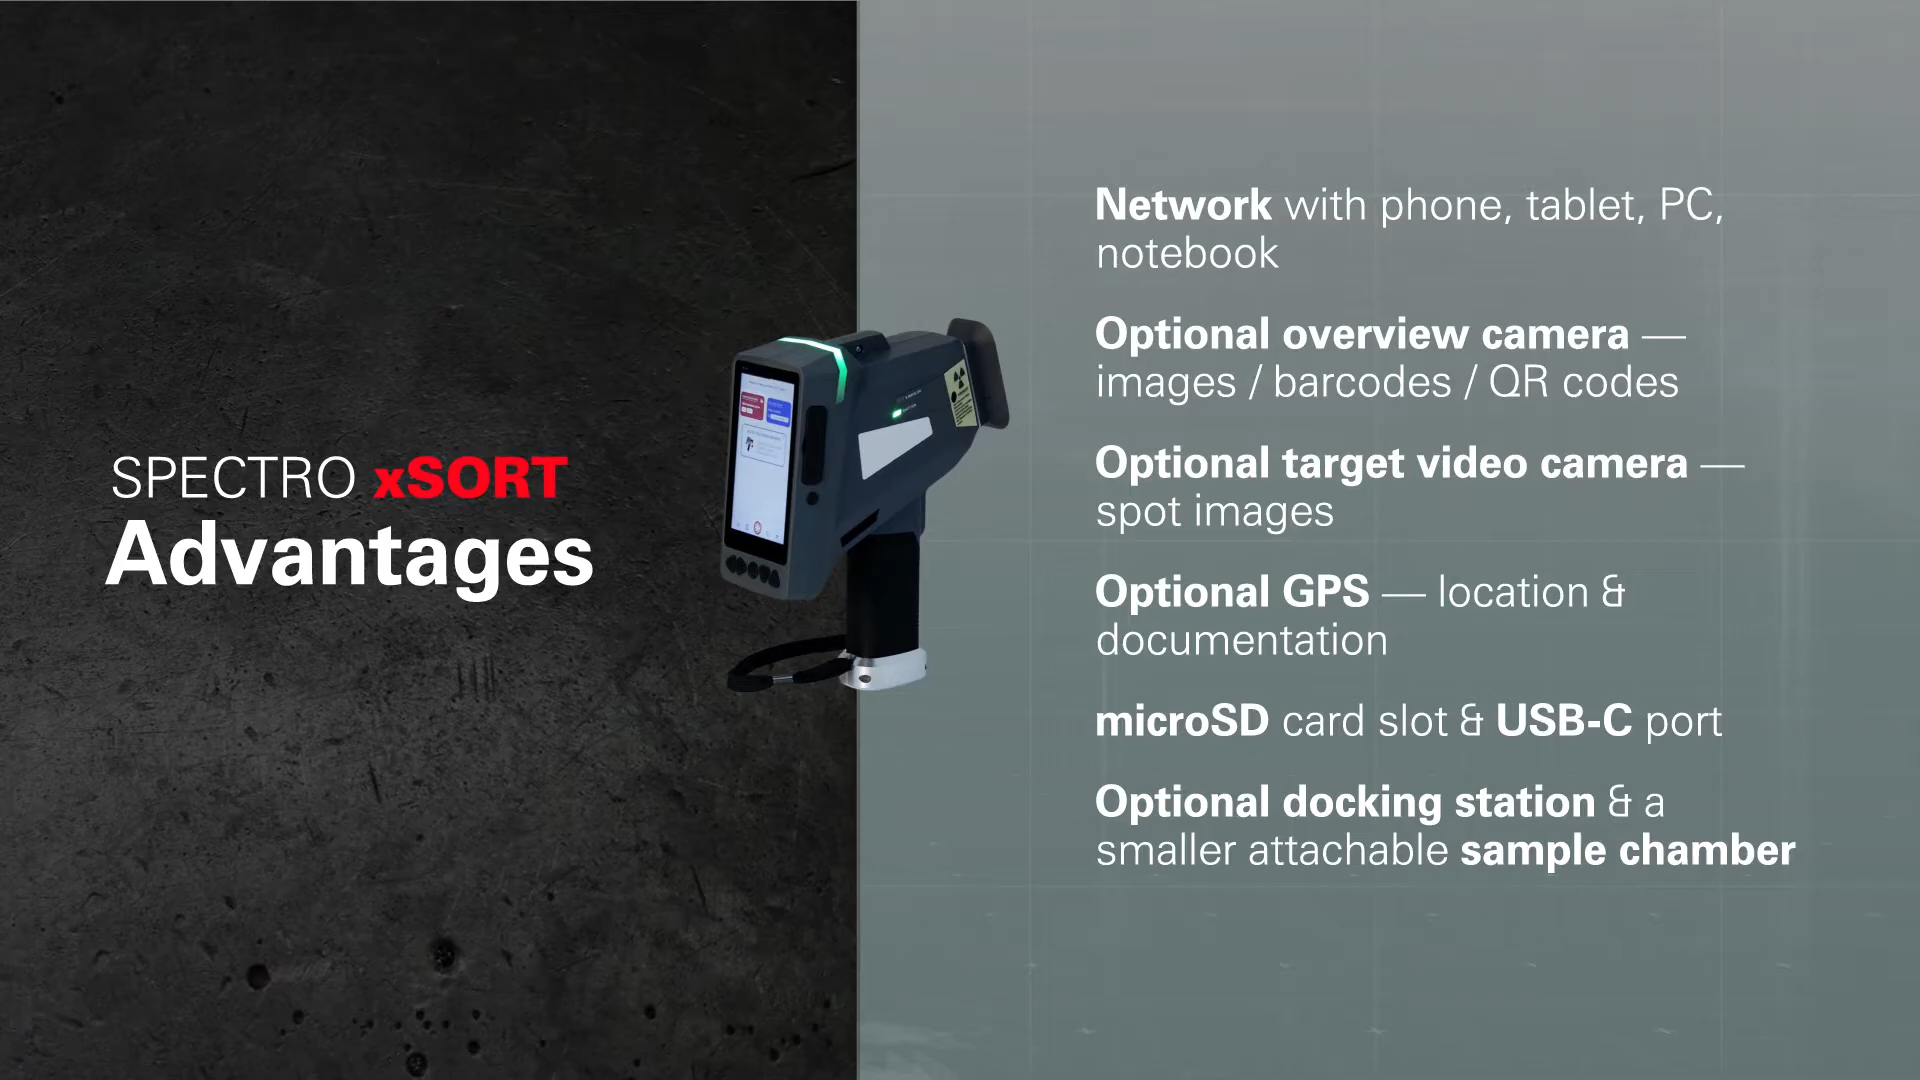 SPECTRO xSORT
Advantages
Network with phone, tablet, PC,
notebook
Optional overview camera —
images / barcodes / QR codes
Optional target video camera —
spot images
Optional GPS — location &
documentation
microSD card slot & USB-C port
Optional docking station & a
smaller attachable sample chamber